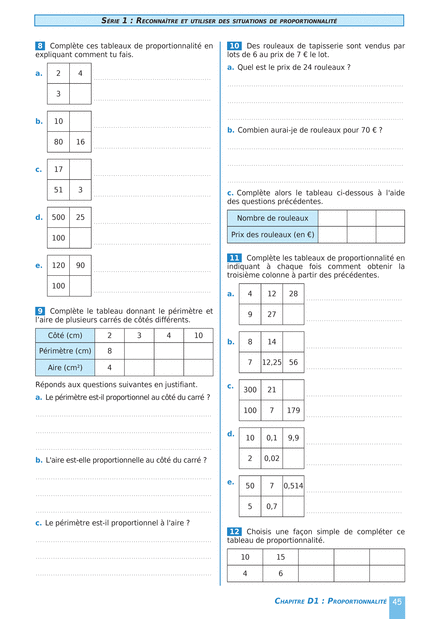 SÉRIE 1 : RECONNAÎTRE ET UTILISER DES SITUATIONS DE PROPORTIONNALITÉ
8 Complète ces tableaux de proportionnalité en
expliquant comment tu fais.
a. 2 4
3
b. 10
80 16
c. 17
51 3
d. 500 25
100
e. 120 90
100
9 Complète le tableau donnant le périmètre et
l'aire de plusieurs carrés de côtés différents.
Côté (cm) 2 3 4 10
Périmètre (cm) 8
Aire (cm²) 4
Réponds aux questions suivantes en justifiant.
a. Le périmètre est-il proportionnel au côté du carré ?
b. L'aire est-elle proportionnelle au côté du carré ?
c. Le périmètre est-il proportionnel à l'aire ?
10 Des rouleaux de tapisserie sont vendus par
lots de 6 au prix de 7 € le lot.
a. Quel est le prix de 24 rouleaux ?
b. Combien aurai-je de rouleaux pour 70 € ?
c. Complète alors le tableau ci-dessous à l'aide
des questions précédentes.
Nombre de rouleaux
Prix des rouleaux (en €)
11 Complète les tableaux de proportionnalité en
indiquant à chaque fois comment obtenir la
troisième colonne à partir des précédentes.
a. 4 12 28
9 27
b. 8 14
7 12,25 56
c. 300 21
100 7 179
d. 10 0,1 9,9
2 0,02
e. 50 7 0,514
5 0,7
12 Choisis une façon simple de compléter ce
tableau de proportionnalité.
10 15
4 6
CHAPITRE D1 : PROPORTIONNALITÉ 45